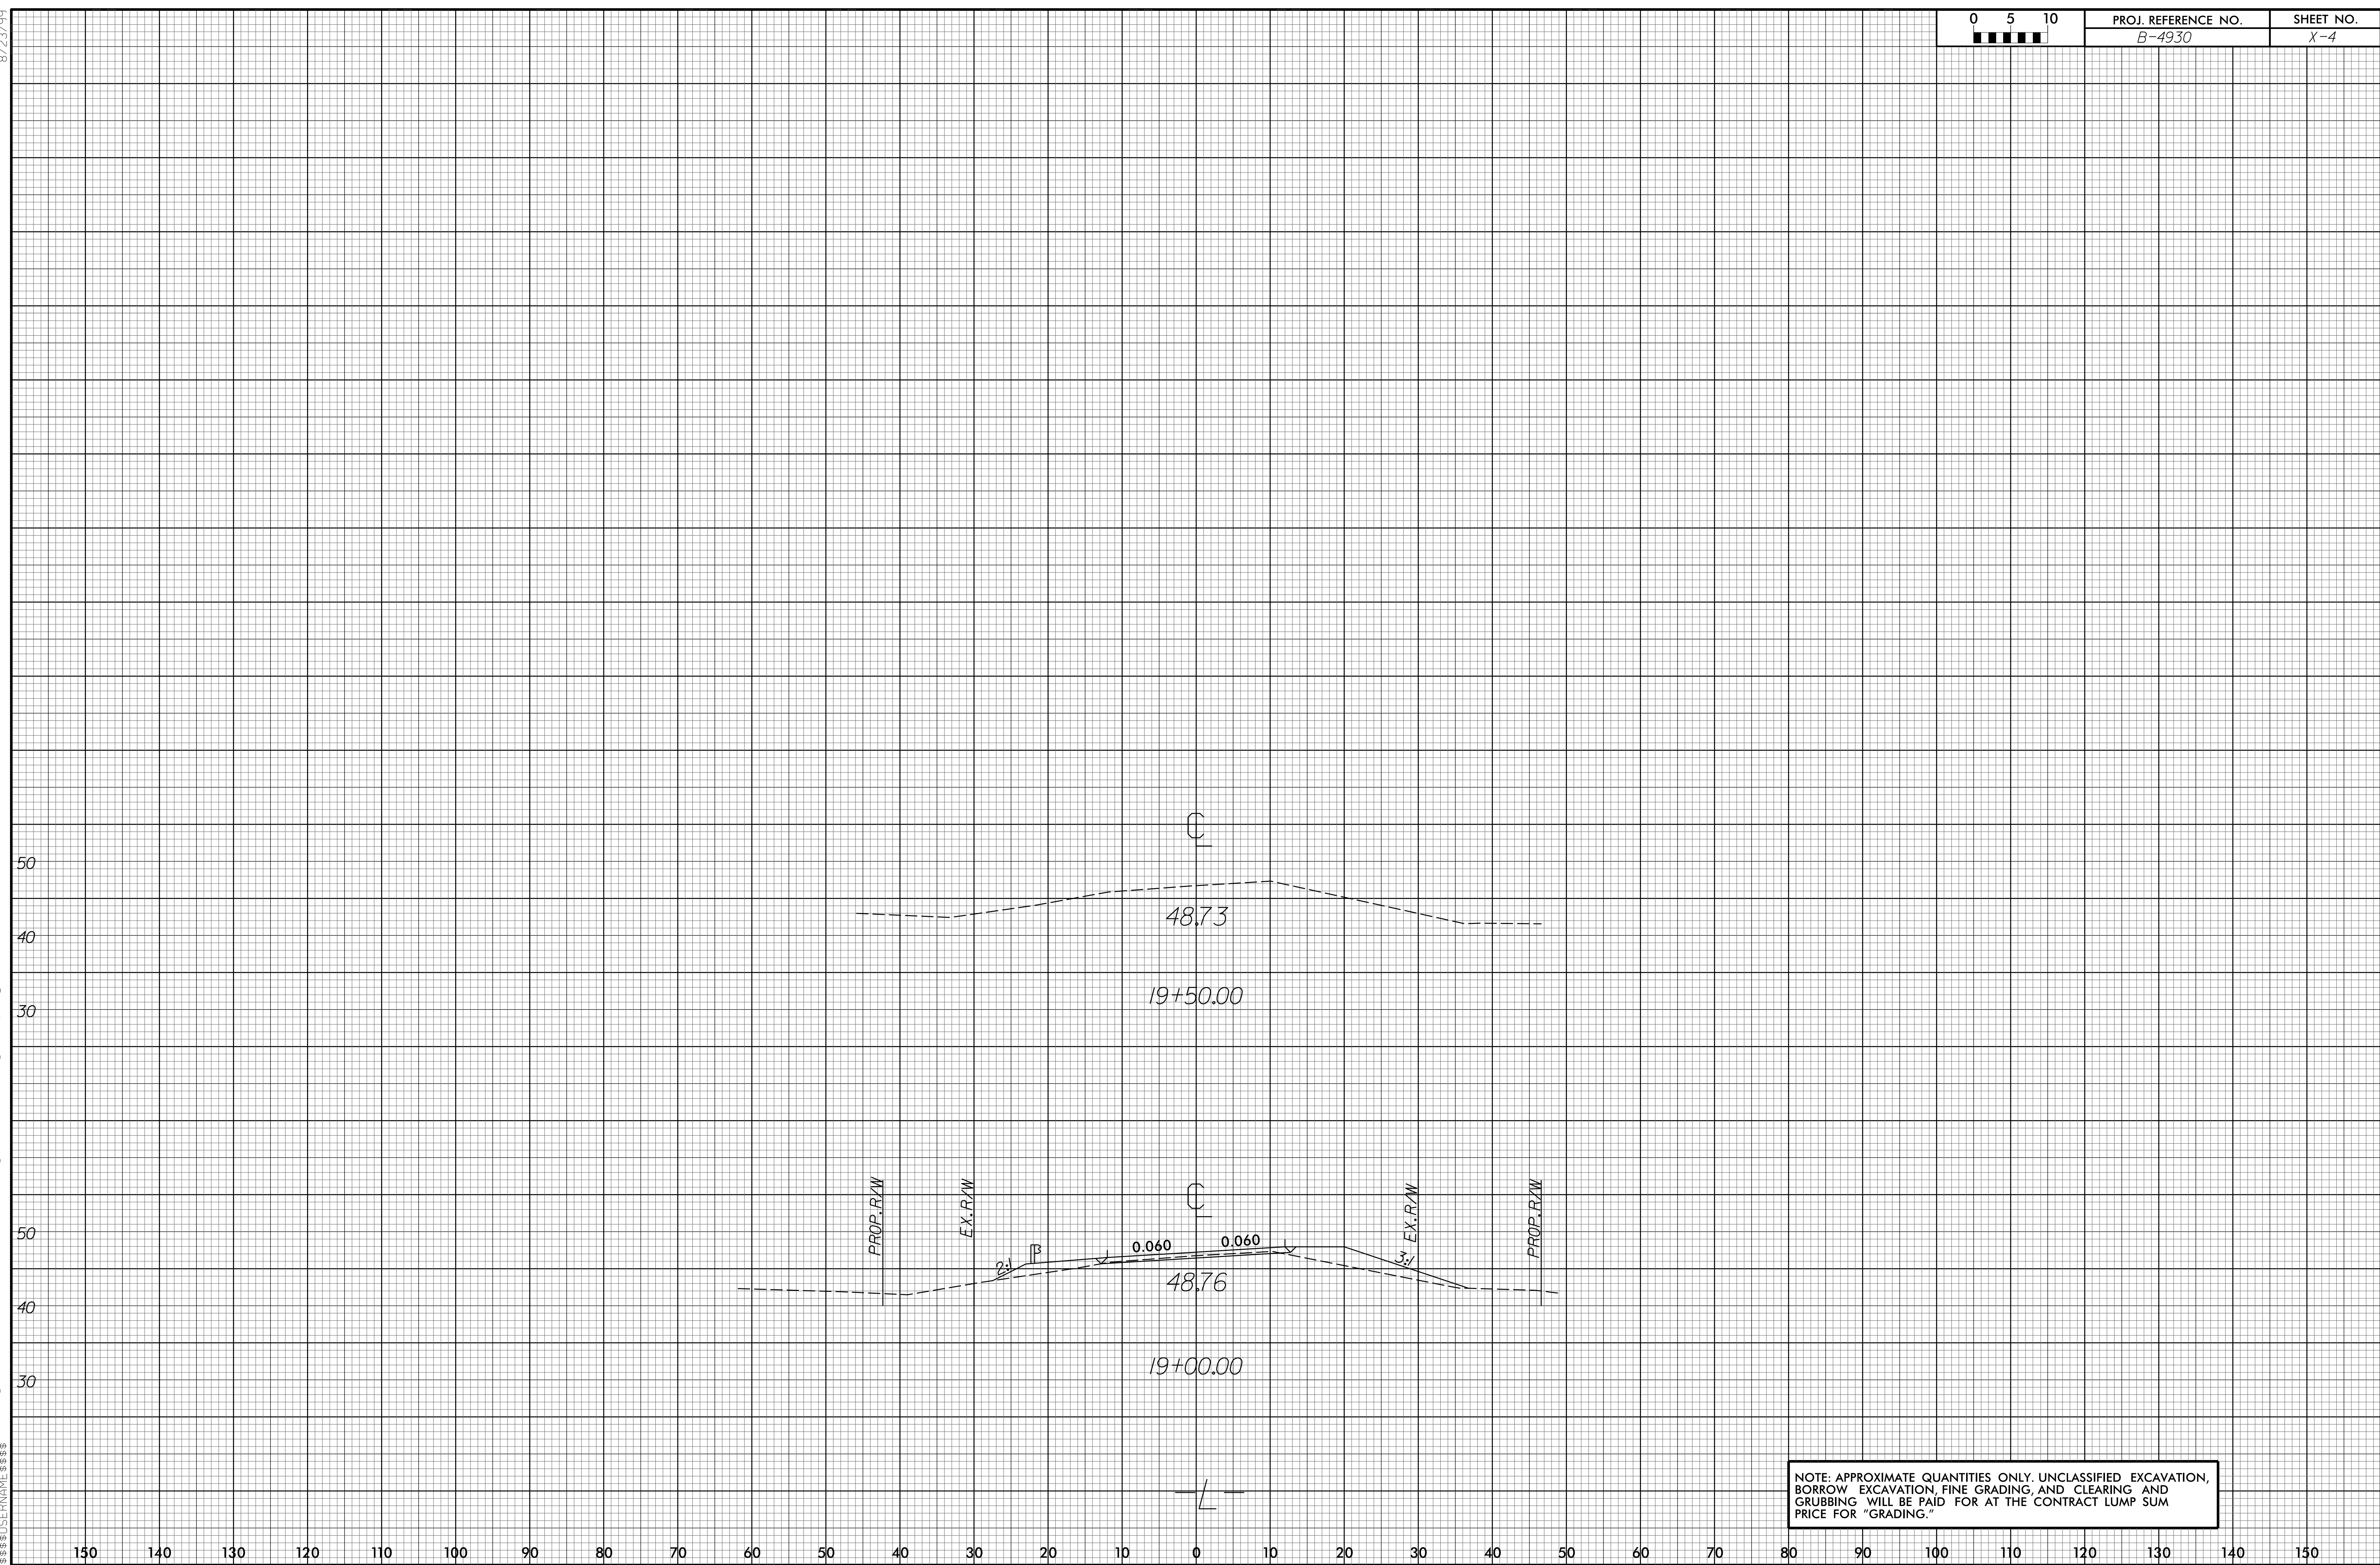 8/23/99
0 5 10
PROJ. REFERENCE NO.
SHEET NO.
B-4930
X-4
℄
50
48.73
40
19+50.00
30
PROP. R/W
EX. R/W
℄
EX. R/W
PROP. R/W
50
2:1
0.060
0.060
3:1
48.76
40
19+00.00
30
-L-
NOTE: APPROXIMATE QUANTITIES ONLY. UNCLASSIFIED EXCAVATION,
BORROW EXCAVATION, FINE GRADING, AND CLEARING AND
GRUBBING WILL BE PAID FOR AT THE CONTRACT LUMP SUM
PRICE FOR "GRADING."
150 140 130 120 110 100 90 80 70 60 50 40 30 20 10 0 10 20 30 40 50 60 70 80 90 100 110 120 130 140 150